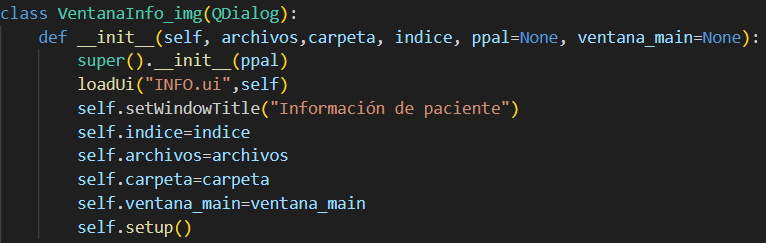 class VentanaInfo_img(QDialog):
    def __init__(self, archivos,carpeta, indice, ppal=None, ventana_main=None):
        super().__init__(ppal)
        loadUi("INFO.ui",self)
        self.setWindowTitle("Información de paciente")
        self.indice=indice
        self.archivos=archivos
        self.carpeta=carpeta
        self.ventana_main=ventana_main
        self.setup()